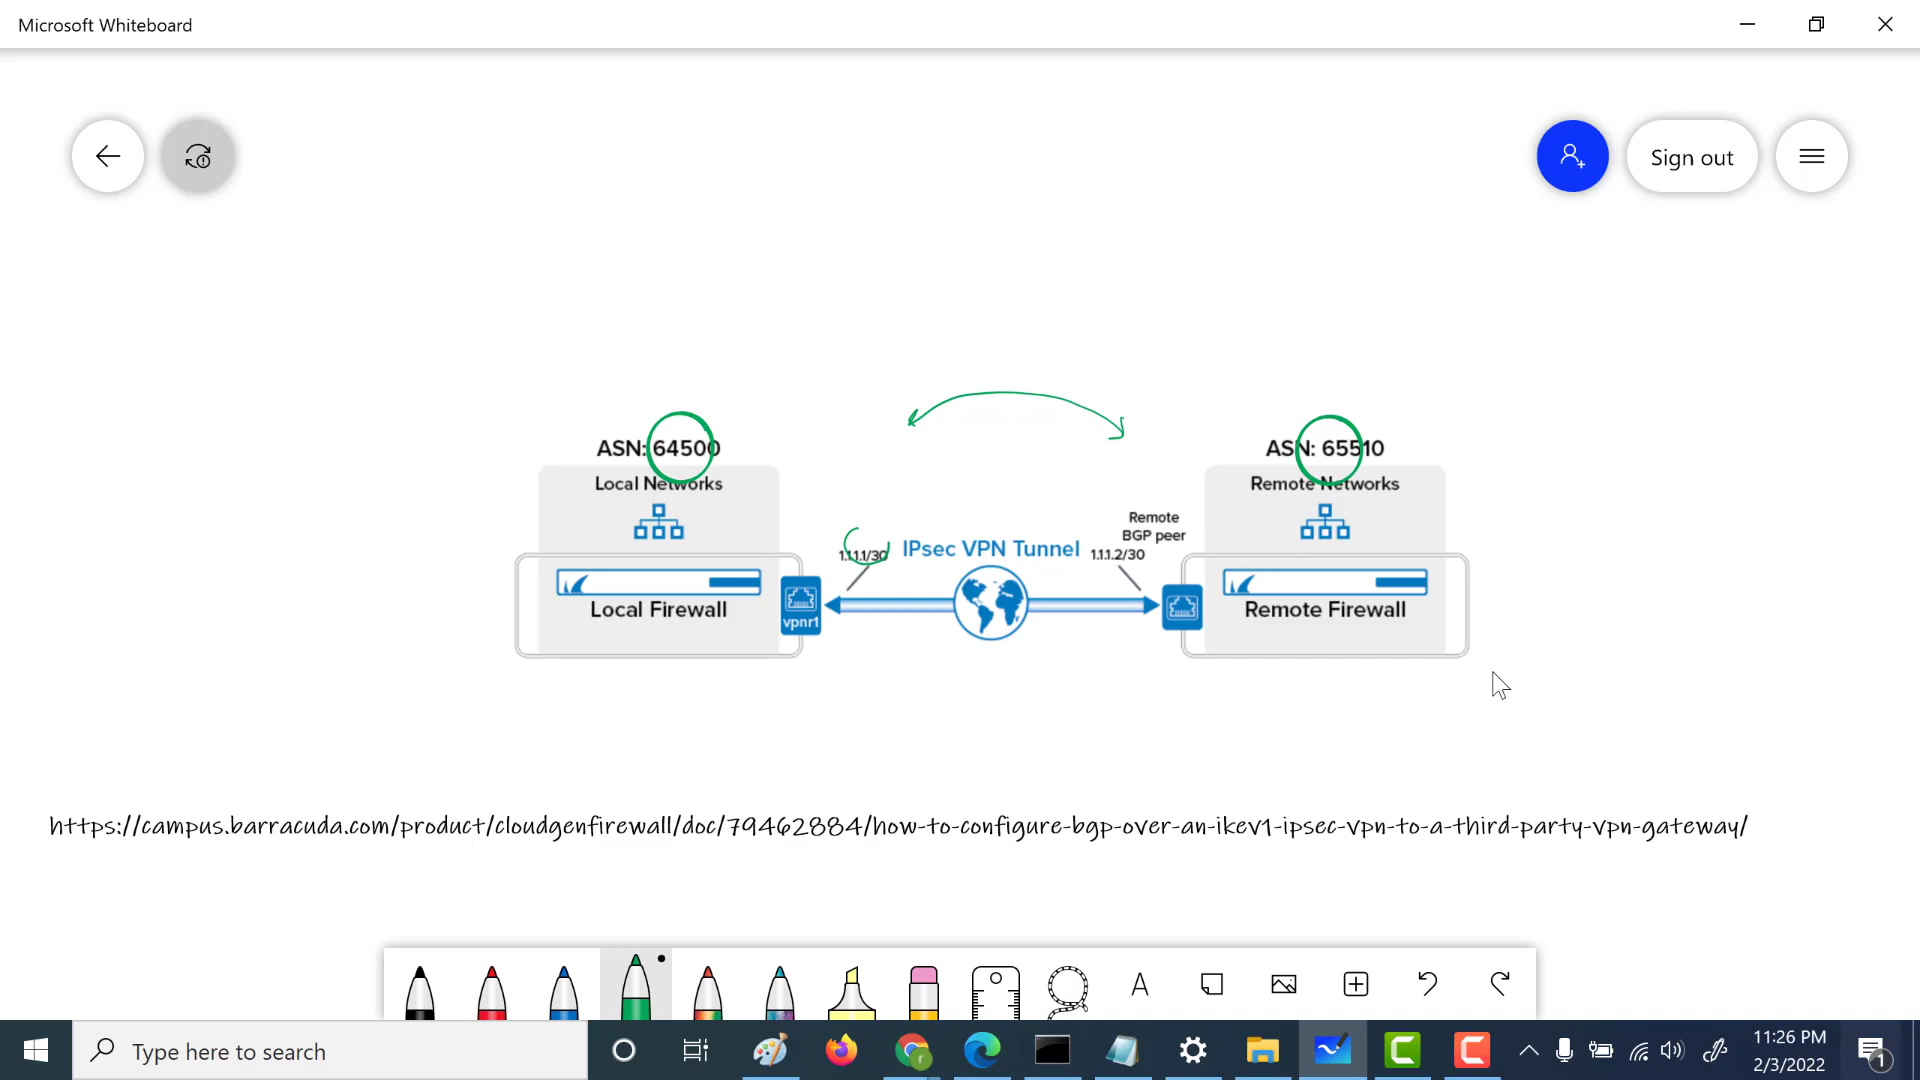 Microsoft Whiteboard
Sign out
ASN: 64500
ASN: 65510
Local Networks
Remote Networks
Remote
BGP peer
1.1.1.1/30
IPsec VPN Tunnel
1.1.1.2/30
Local Firewall
Remote Firewall
vpnr1
https://campus.barracuda.com/product/cloudgenfirewall/doc/79462884/how-to-configure-bgp-over-an-ikev1-ipsec-vpn-to-a-third-party-vpn-gateway/
A
Type here to search
r
11:26 PM
2/3/2022
1